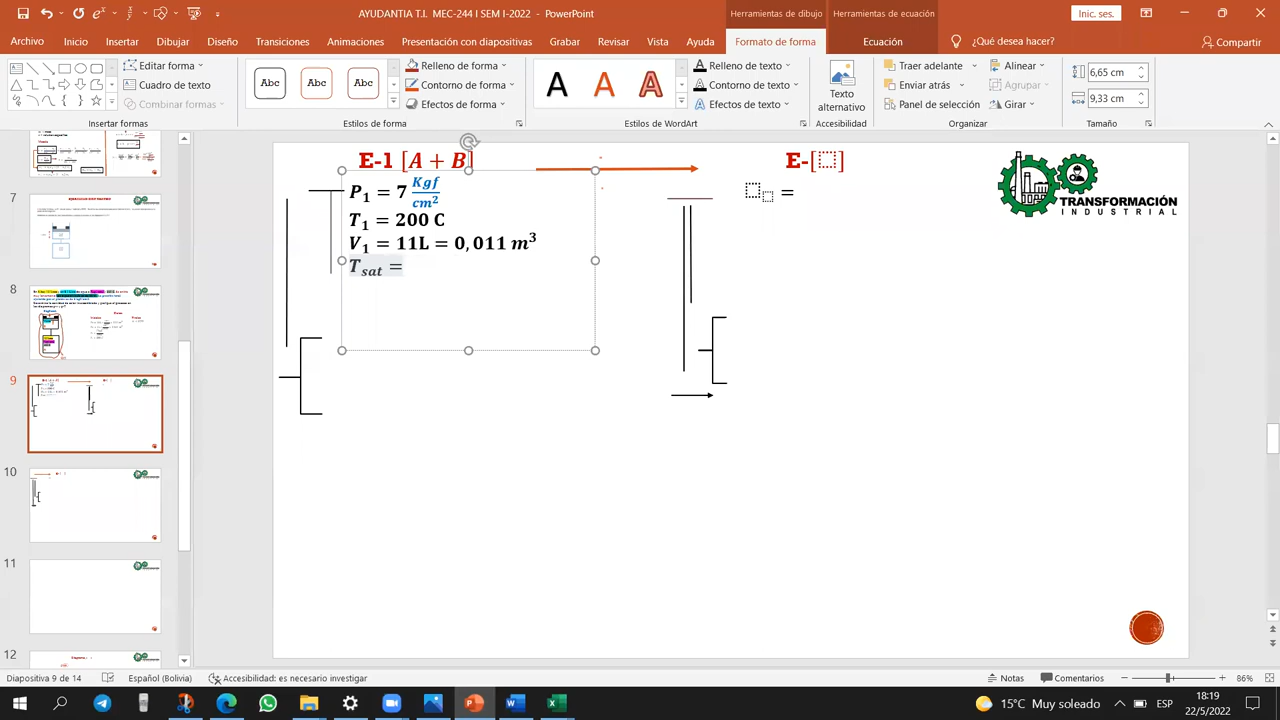 AYUDANTIA T.I. MEC-244 I SEM I-2022 - PowerPoint
Herramientas de dibujo
Herramientas de ecuación
Inic. ses.
Archivo
Inicio
Insertar
Dibujar
Diseño
Transiciones
Animaciones
Presentación con diapositivas
Grabar
Revisar
Vista
Ayuda
Formato de forma
Ecuación
¿Qué desea hacer?
Compartir
Editar forma
Cuadro de texto
Combinar formas
Abc
Abc
Abc
Relleno de forma
Contorno de forma
Efectos de forma
A
A
A
Relleno de texto
Contorno de texto
Efectos de texto
Texto
alternativo
Traer adelante
Enviar atrás
Panel de selección
Alinear
Agrupar
Girar
6,65 cm
9,33 cm
Insertar formas
Estilos de forma
Estilos de WordArt
Accesibilidad
Organizar
Tamaño
7
8
9
10
11
12
E-1 [A + B]
P₁ = 7 Kgf/cm²
T₁ = 200 C
V₁ = 11L = 0,011 m³
T_sat =
E-[⬚]
⬚_⬚ =
TRANSFORMACIÓN
INDUSTRIAL
Diapositiva 9 de 14
Español (Bolivia)
Accesibilidad: es necesario investigar
Notas
Comentarios
86%
15°C Muy soleado
ESP
18:19
22/5/2022